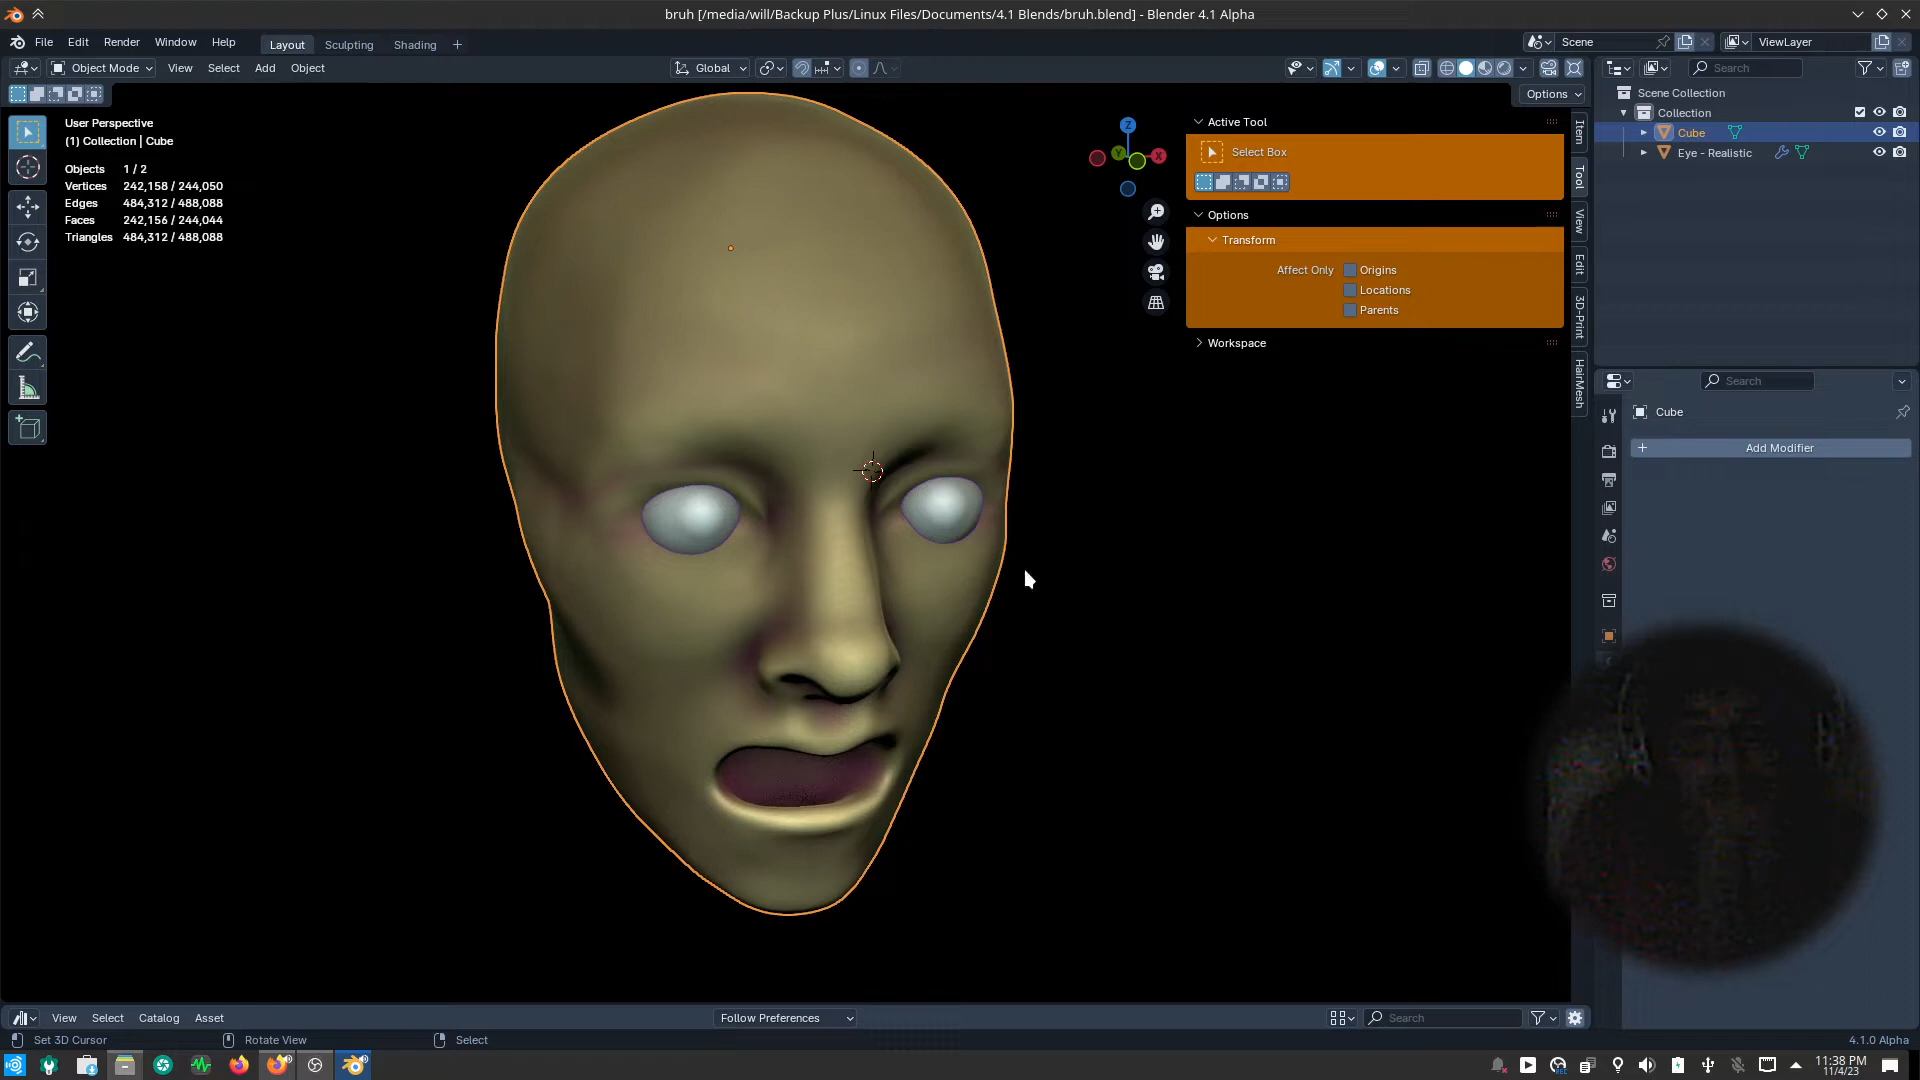 bruh [/media/will/Backup Plus/Linux Files/Documents/4.1 Blends/bruh.blend] - Blender 4.1 Alpha
File Edit Render Window Help Layout Sculpting Shading + Scene ViewLayer
Object Mode View Select Add Object Global Search
Options
User Perspective
(1) Collection | Cube
Objects 1 / 2
Vertices 242,158 / 244,050
Edges 484,312 / 488,088
Faces 242,156 / 244,044
Triangles 484,312 / 488,088
Z
Y
X
Active Tool
Select Box
Options
Transform
Affect Only Origins
Locations
Parents
Workspace
Item
Tool
View
Edit
3D-Print
HairMesh
Scene Collection
Collection
Cube
Eye - Realistic
Search
Cube
+ Add Modifier
View Select Catalog Asset Follow Preferences Search
Set 3D Cursor Rotate View Select 4.1.0 Alpha
11:38 PM
11/4/23